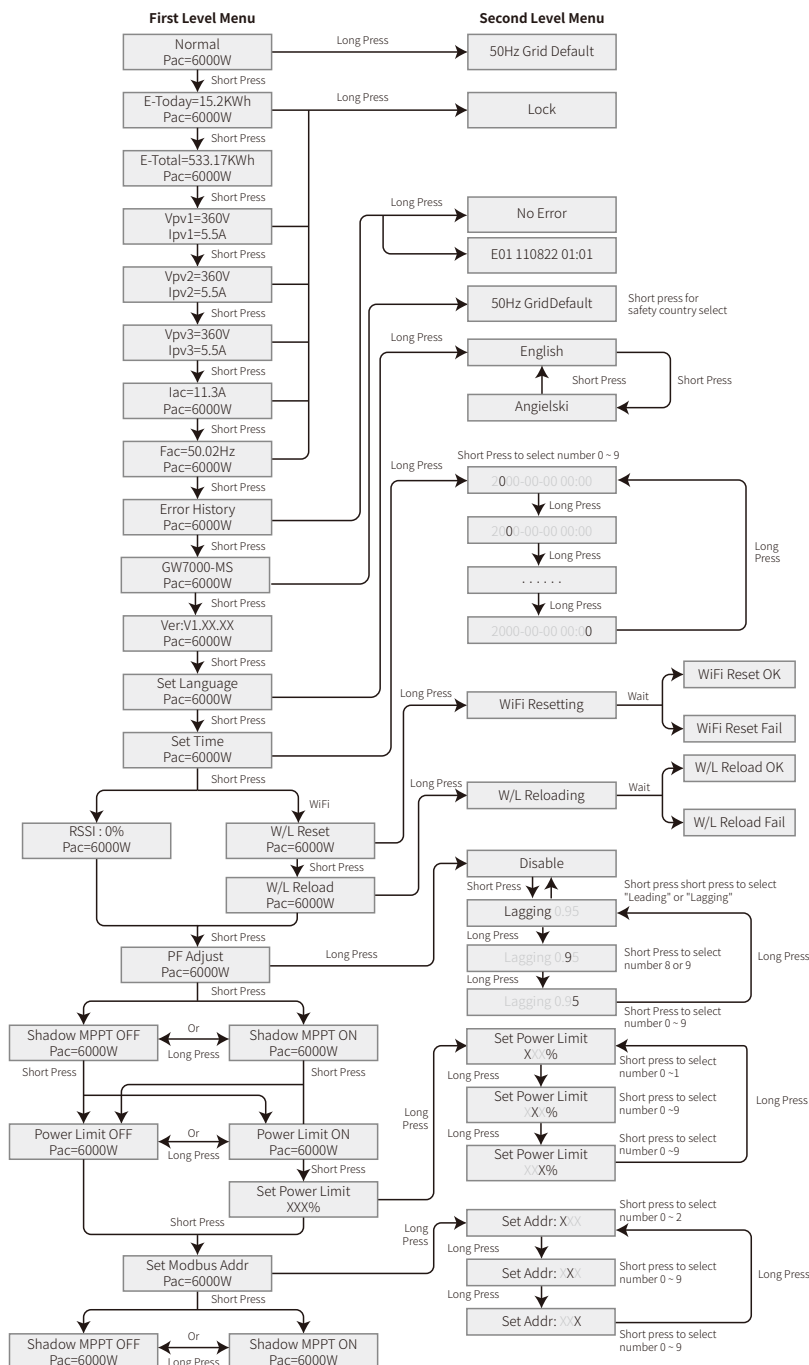 First Level Menu
Second Level Menu
Normal
Pac=6000W
Long Press
50Hz Grid Default
Short Press
E-Today=15.2KWh
Pac=6000W
Long Press
Lock
Short Press
E-Total=533.17KWh
Pac=6000W
Short Press
Vpv1=360V
Ipv1=5.5A
Long Press
No Error
E01 110822 01:01
Short Press
Vpv2=360V
Ipv2=5.5A
50Hz GridDefault
Short press for
safety country select
Short Press
Vpv3=360V
Ipv3=5.5A
Long Press
English
Short Press
Short Press
Angielski
Short Press
Iac=11.3A
Pac=6000W
Short Press
Fac=50.02Hz
Pac=6000W
Short Press to select number 0 ~ 9
Long Press
2000-00-00 00:00
Long Press
2000-00-00 00:00
Long Press
. . . . . .
Long Press
2000-00-00 00:00
Long
Press
Short Press
Error History
Pac=6000W
Short Press
GW7000-MS
Pac=6000W
Short Press
Ver:V1.XX.XX
Pac=6000W
Short Press
Set Language
Pac=6000W
Short Press
Set Time
Pac=6000W
Short Press
Long Press
WiFi Resetting
Wait
WiFi Reset OK
WiFi Reset Fail
WiFi
RSSI : 0%
Pac=6000W
W/L Reset
Pac=6000W
Short Press
W/L Reload
Pac=6000W
Long Press
W/L Reloading
Wait
W/L Reload OK
W/L Reload Fail
Short Press
PF Adjust
Pac=6000W
Long Press
Disable
Short Press
Short press short press to select
"Leading" or "Lagging"
Lagging 0.95
Long Press
Lagging 0.95
Short Press to select
number 8 or 9
Long Press
Long Press
Lagging 0.95
Short Press to select
number 0 ~ 9
Short Press
Shadow MPPT OFF
Pac=6000W
Or
Long Press
Shadow MPPT ON
Pac=6000W
Short Press
Short Press
Power Limit OFF
Pac=6000W
Or
Long Press
Power Limit ON
Pac=6000W
Short Press
Set Power Limit
XXX%
Long
Press
Set Power Limit
XXX%
Short press to select
number 0 ~1
Long Press
Set Power Limit
XXX%
Short press to select
number 0 ~9
Long Press
Long Press
Set Power Limit
XXX%
Short press to select
number 0 ~9
Short Press
Set Modbus Addr
Pac=6000W
Long
Press
Short press to select
number 0 ~ 2
Set Addr: XXX
Long Press
Set Addr: XXX
Short press to select
number 0 ~ 9
Long Press
Long Press
Set Addr: XXX
Short press to select
number 0 ~ 9
Short Press
Shadow MPPT OFF
Pac=6000W
Or
Long Press
Shadow MPPT ON
Pac=6000W